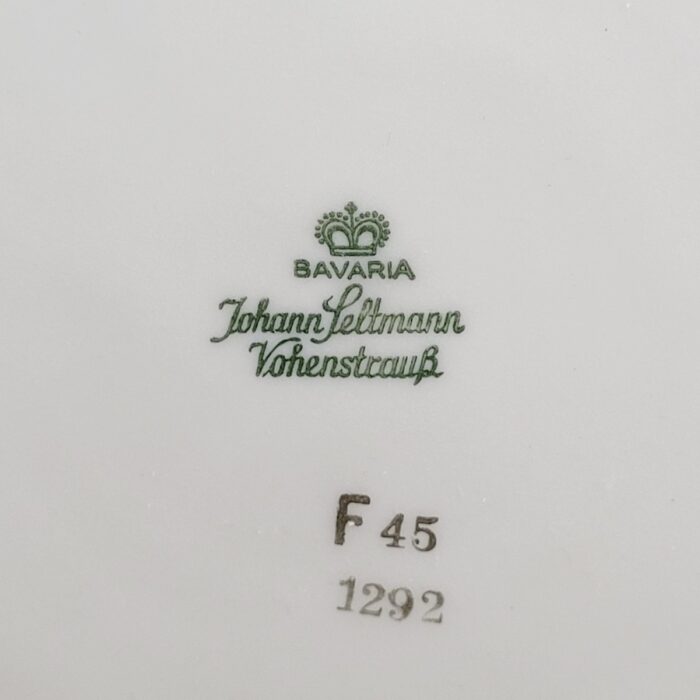 BAVARIA
Johann Seltmann
Vohenstrauß
F 45
1292